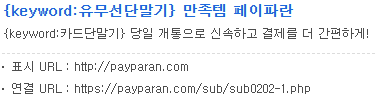 {keyword:유무선단말기} 만족템 페이파란
{keyword:카드단말기} 당일 개통으로 신속하고 결제를 더 간편하게!
· 표시 URL : http://payparan.com
· 연결 URL : https://payparan.com/sub/sub0202-1.php